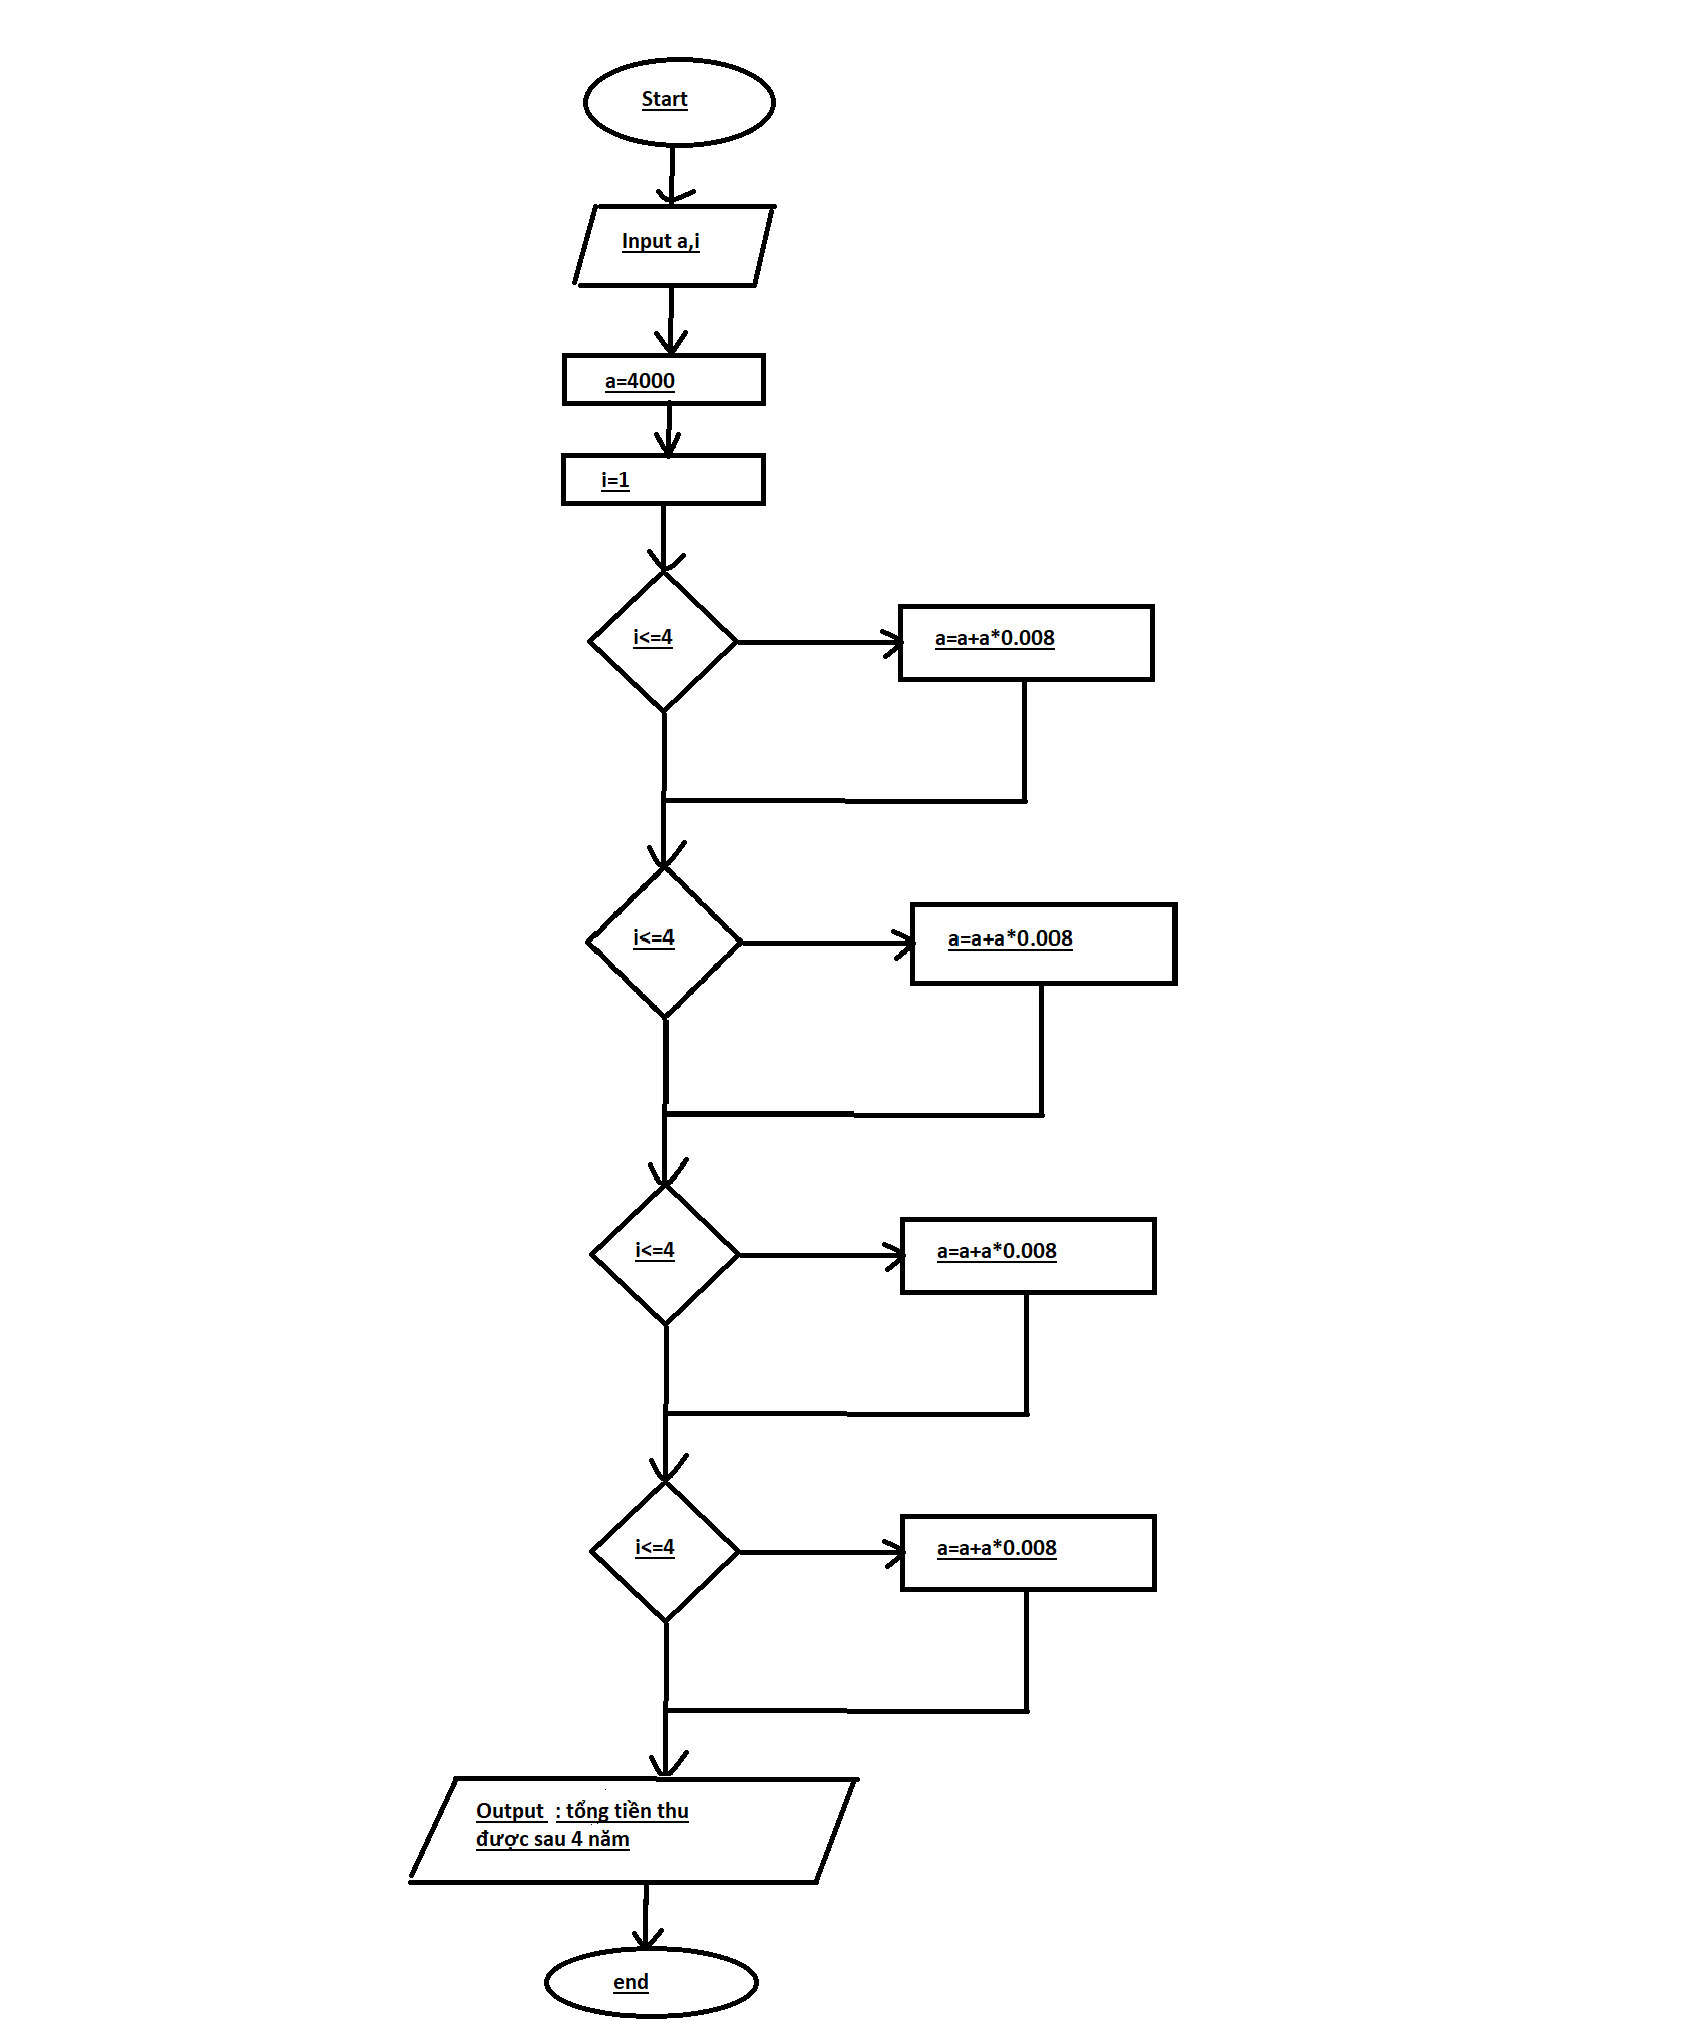 Start
Input a,i
a=4000
i=1
i<=4
a=a+a*0.008
i<=4
a=a+a*0.008
i<=4
a=a+a*0.008
i<=4
a=a+a*0.008
Output : tổng tiền thu
được sau 4 năm
end